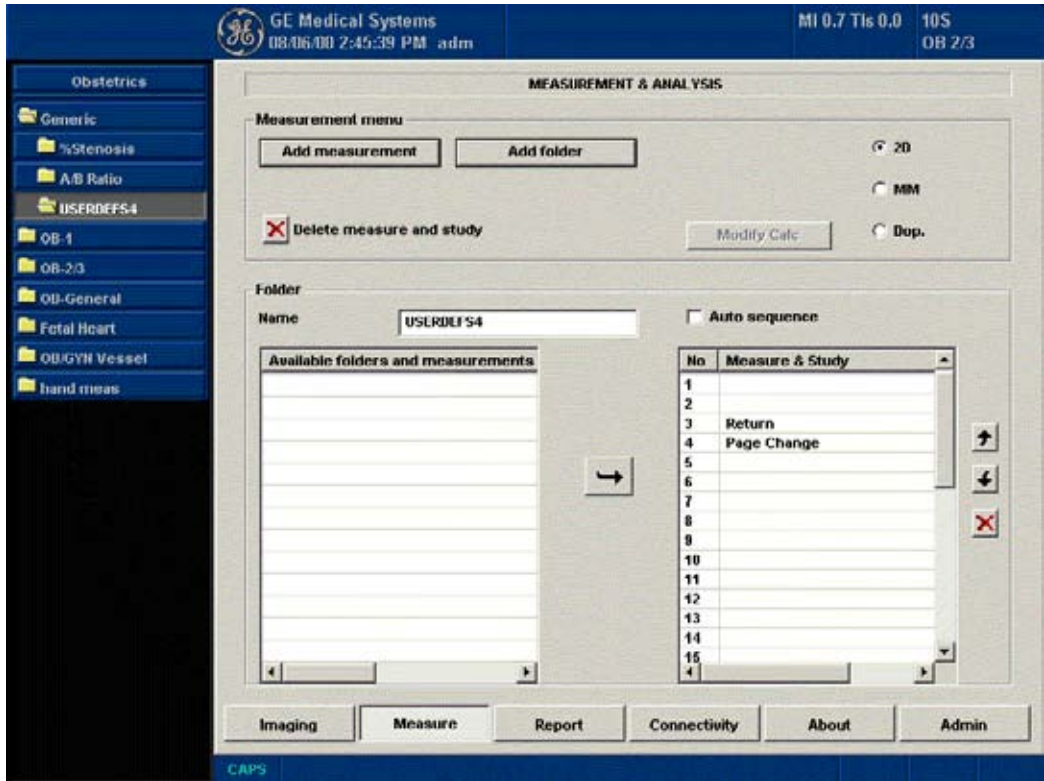 GE Medical Systems
08/06/00 2:45:39 PM adm
MI 0.7 TIs 0.0
10S
OB 2/3
Obstetrics
Generic
%Stenosis
A/B Ratio
USERDEFS4
OB-1
OB-2/3
OB-General
Fetal Heart
OB/GYN Vessel
hand meas
MEASUREMENT & ANALYSIS
Measurement menu
Add measurement
Add folder
2D
MM
Delete measure and study
Modify Calc
Dop.
Folder
Name
USERDEFS4
Auto sequence
Available folders and measurements
No Measure & Study
1
2
3 Return
4 Page Change
5
6
7
8
9
10
11
12
13
14
15
Imaging
Measure
Report
Connectivity
About
Admin
CAPS